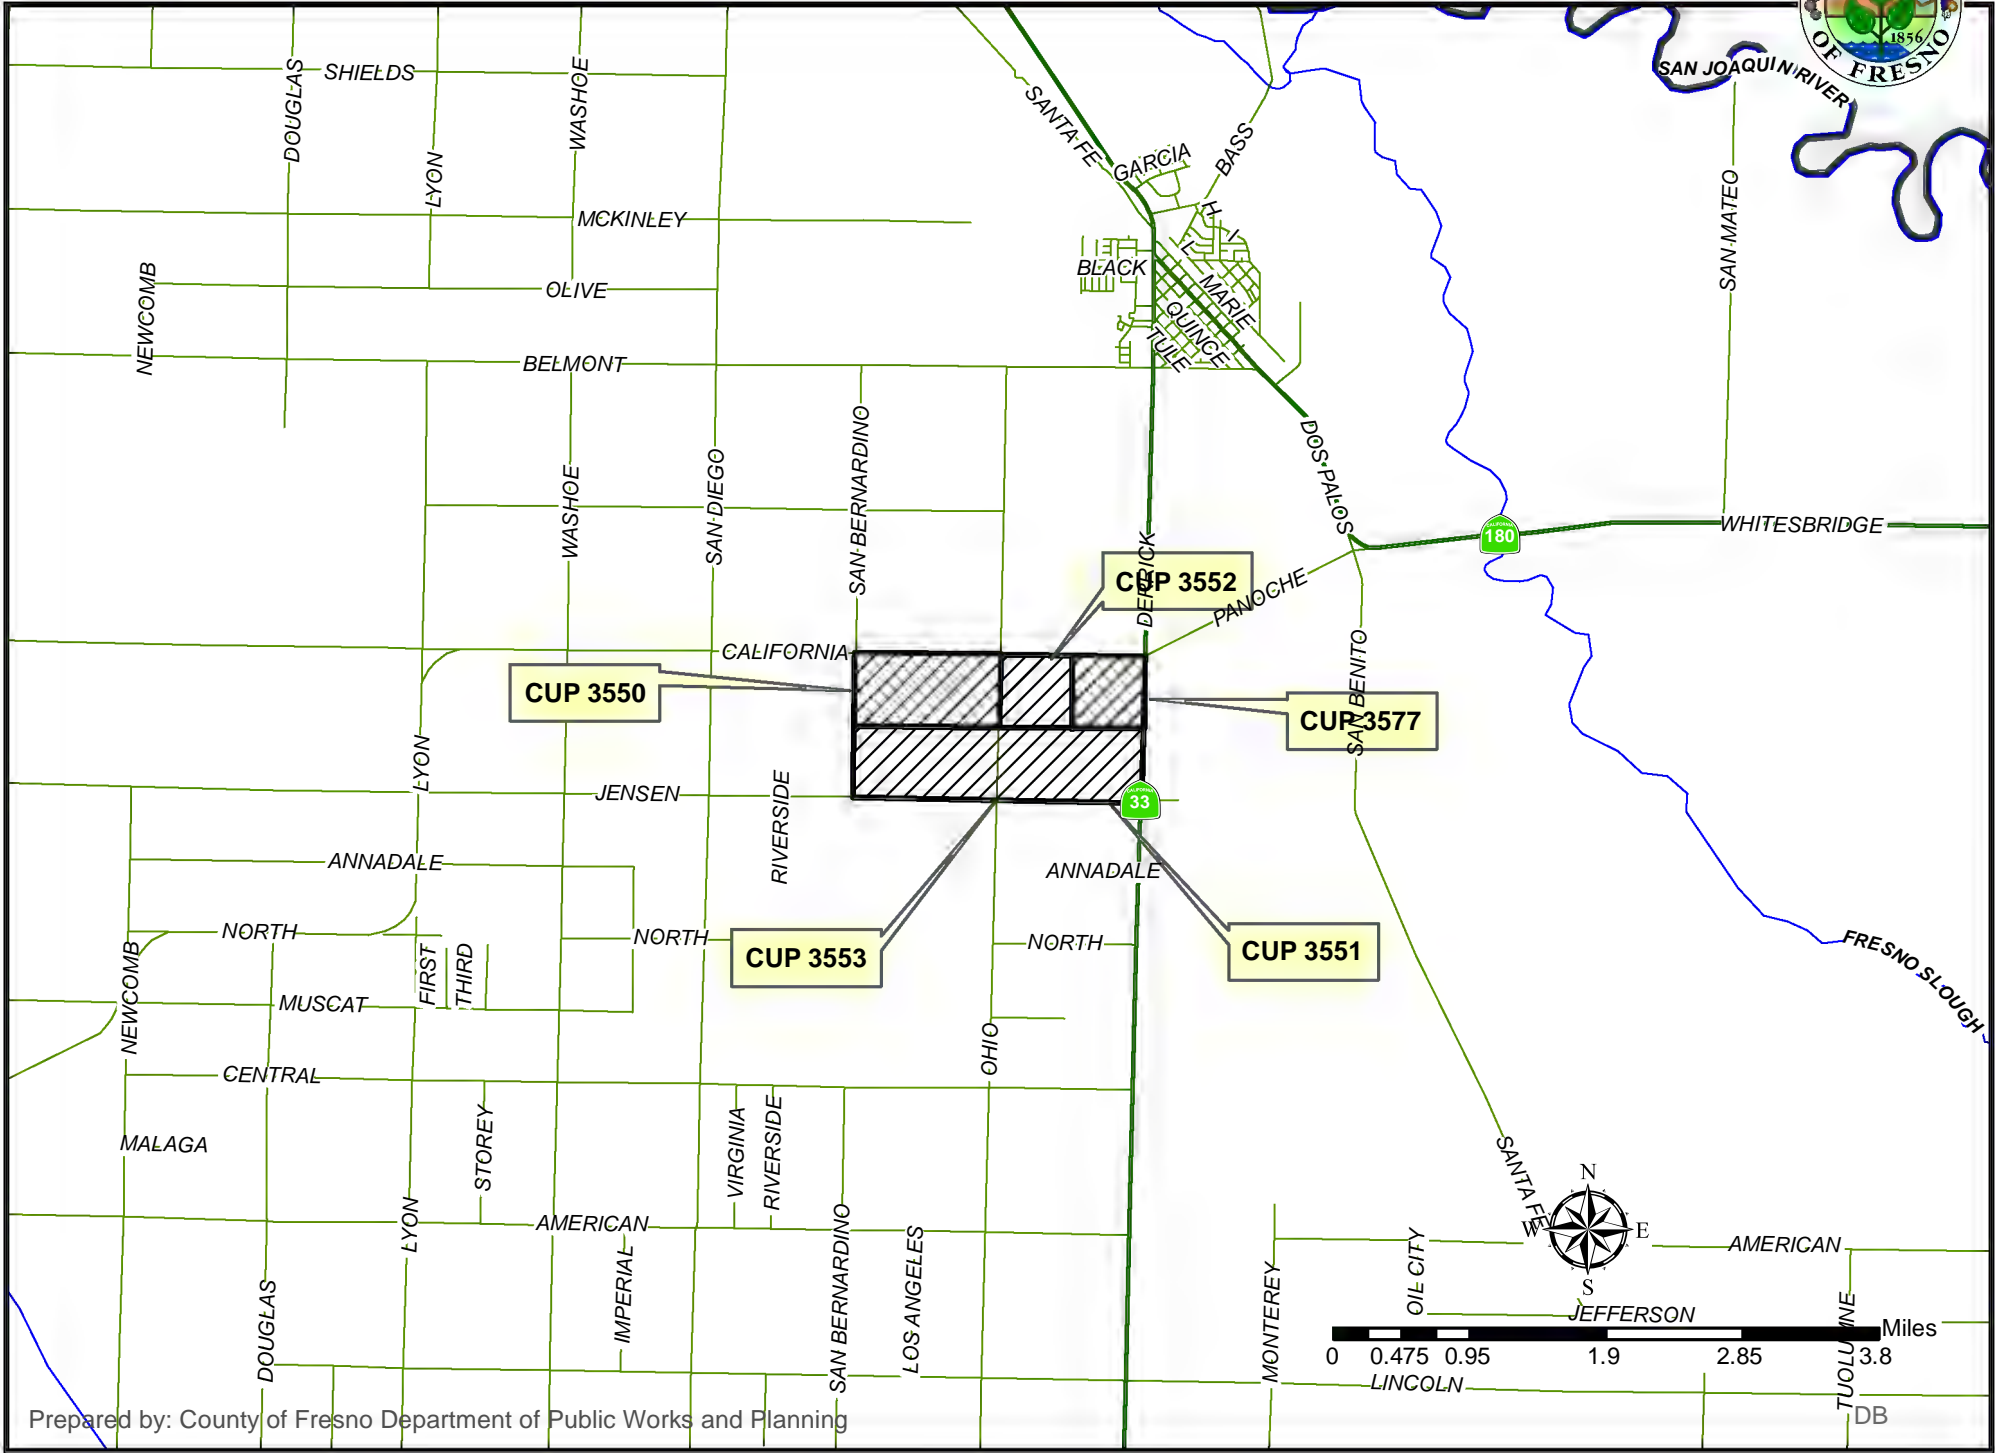 1856
OF FRESNO
SAN JOAQUIN RIVER
SHIELDS
DOUGLAS
WASHOE
LYON
SANTA FE
GARCIA
BASS
HILL
MCKINLEY
SAN MATEO
NEWCOMB
OLIVE
BLACK
MARIE
QUINCE
TULE
BELMONT
SAN BERNARDINO
DOS PALOS
WASHOE
SAN DIEGO
WHITESBRIDGE
CALIFORNIA
180
DERRICK
CUP 3552
PANOCHE
CALIFORNIA
CUP 3550
SAN BENITO
CUP 3577
LYON
JENSEN
RIVERSIDE
CALIFORNIA
33
ANNADALE
ANNADALE
NORTH
NORTH
NORTH
CUP 3553
CUP 3551
FRESNO SLOUGH
NEWCOMB
FIRST
THIRD
MUSCAT
OHIO
CENTRAL
MALAGA
STOREY
VIRGINIA
RIVERSIDE
SANTA FE
N
W
E
S
LYON
AMERICAN
AMERICAN
IMPERIAL
SAN BERNARDINO
LOS ANGELES
MONTEREY
OIL CITY
JEFFERSON
TUOLUMNE
DOUGLAS
Miles
0 0.475 0.95 1.9 2.85 3.8
LINCOLN
Prepared by: County of Fresno Department of Public Works and Planning
DB